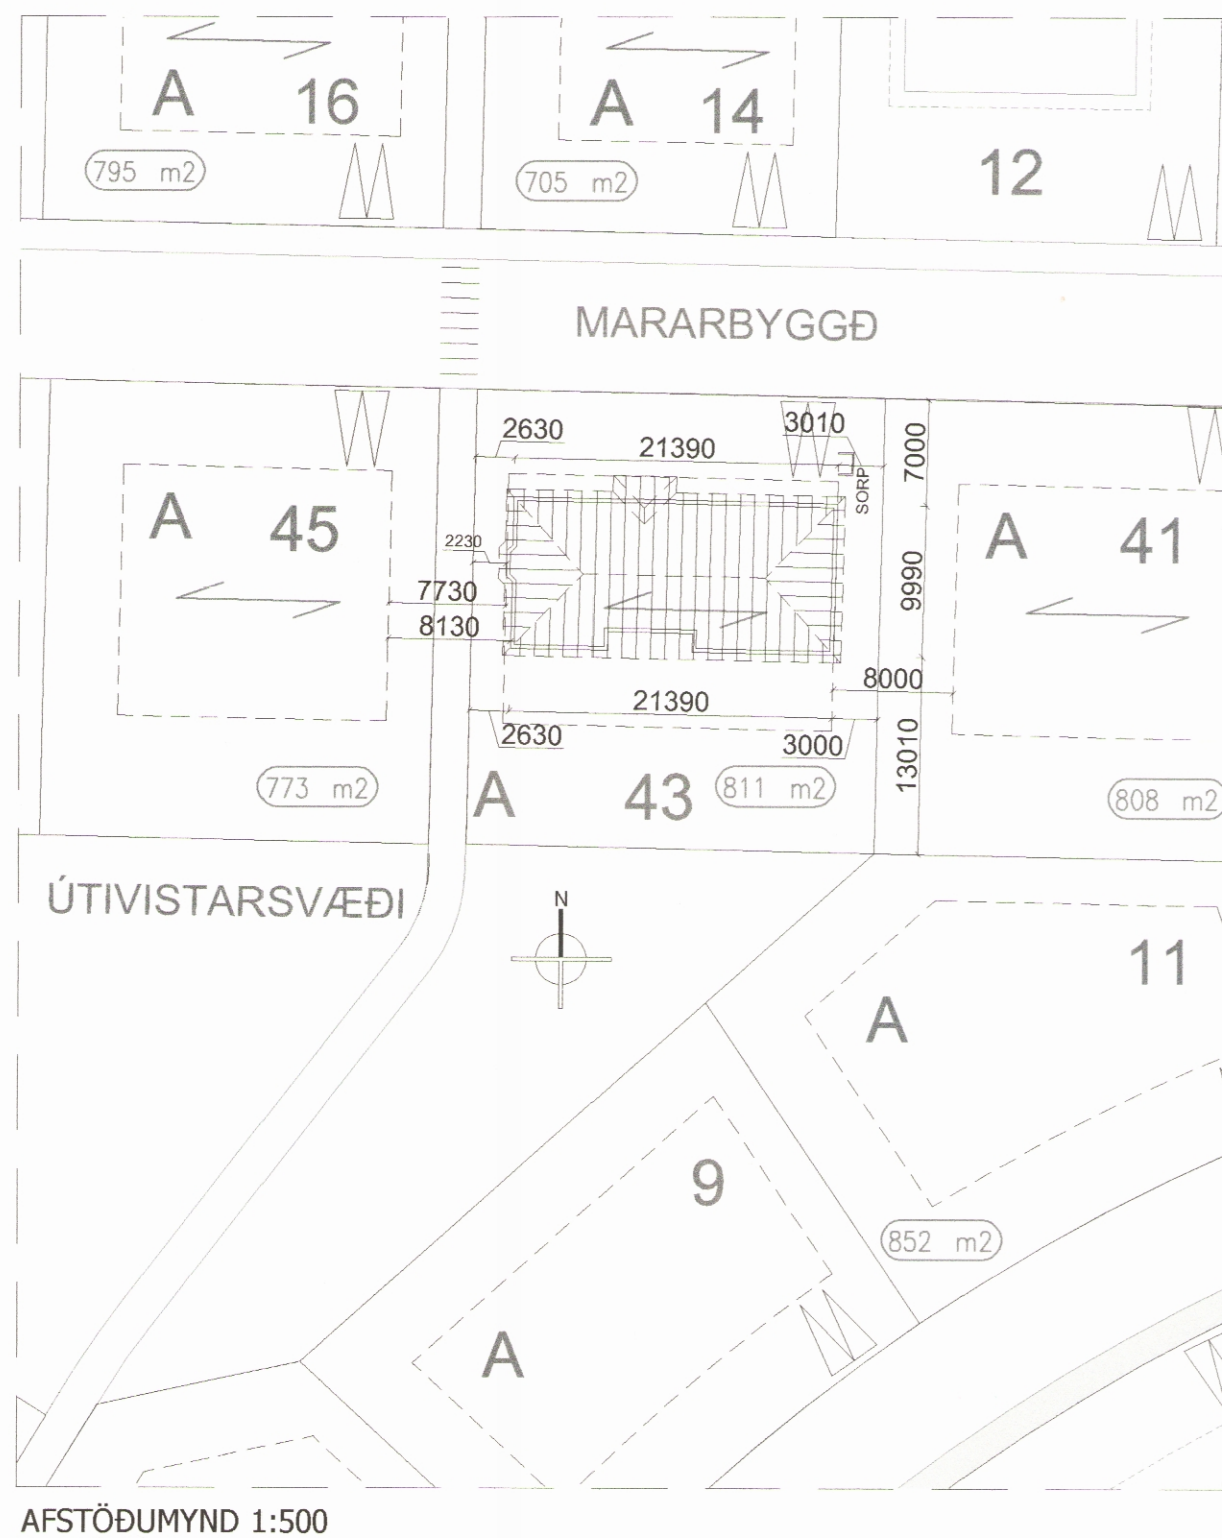 A 16
A 14
12
795 m2
705 m2
MARARBYGGÐ
2630
21390
3010
7000
SORP
A 45
A 41
2230
7730
8130
9990
8000
21390
2630
3000
13010
773 m2
A 43
811 m2
808 m2
ÚTIVISTARSVÆÐI
N
11
A
9
852 m2
A
AFSTÖÐUMYND 1:500